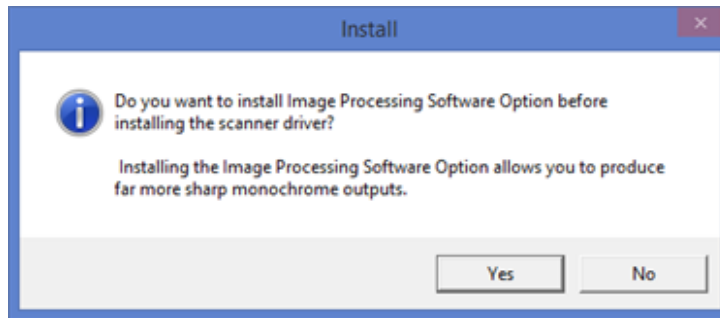 Install
Do you want to install Image Processing Software Option before
installing the scanner driver?
Installing the Image Processing Software Option allows you to produce
far more sharp monochrome outputs.
Yes
No